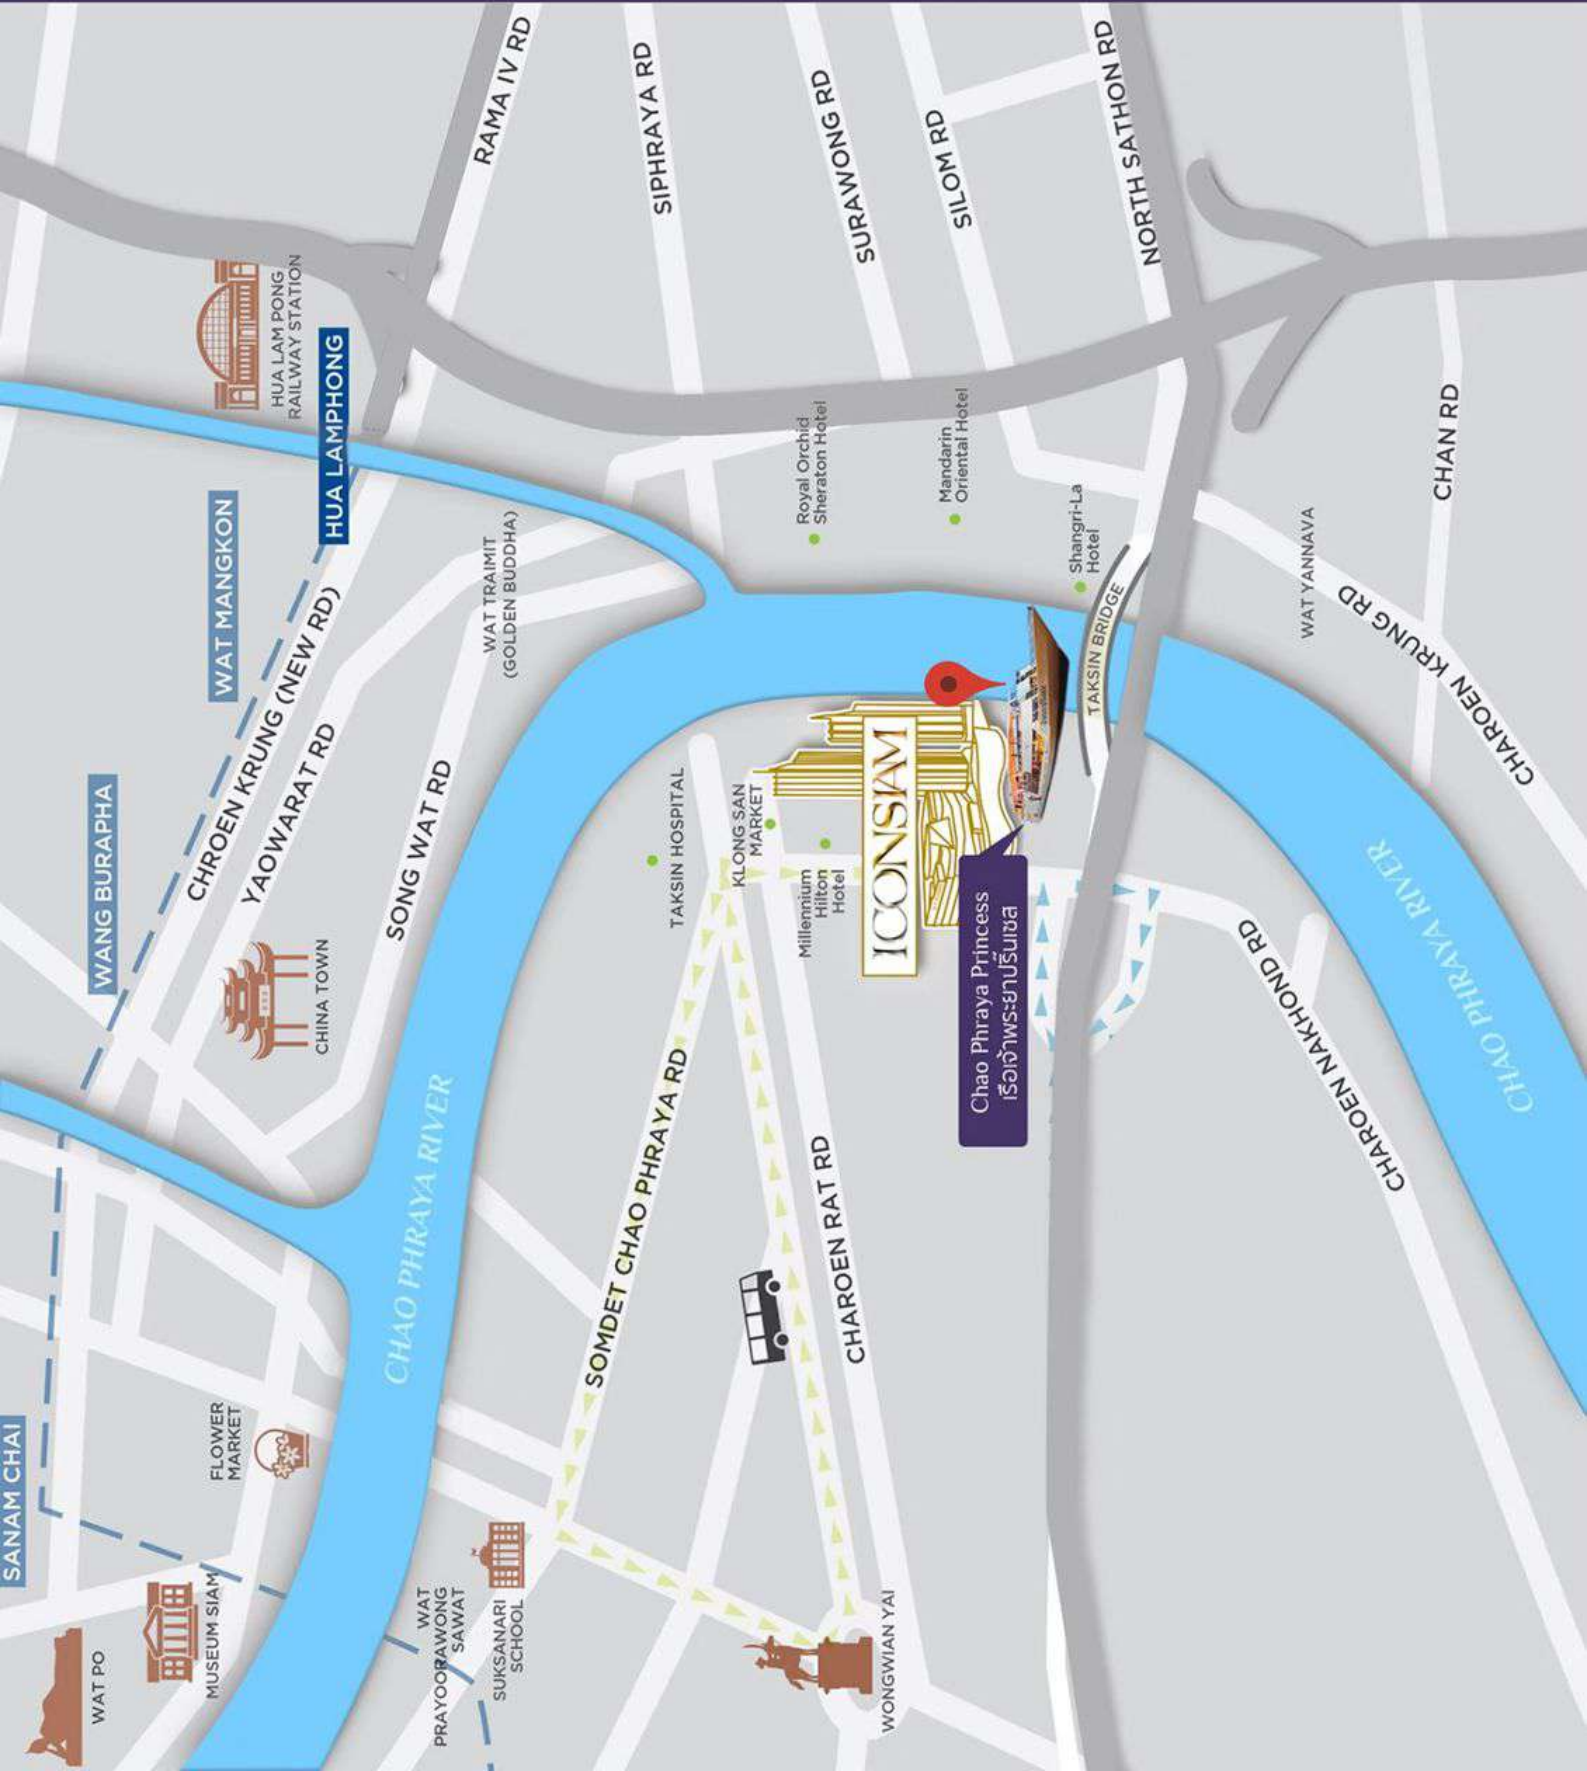 SANAM CHAI
WAT PO
MUSEUM SIAM
FLOWER
MARKET
WANG BURAPHA
CHINA TOWN
WAT MANGKON
CHROEN KRUNG (NEW RD)
YAOWARAT RD
SONG WAT RD
HUA LAM PONG
RAILWAY STATION
HUA LAMPHONG
WAT TRAIMIT
(GOLDEN BUDDHA)
RAMA IV RD
SIPHRAYA RD
SURAWONG RD
SILOM RD
NORTH SATHON RD
CHAO PHRAYA RIVER
WAT
PRAYOORAWONG
SAWAT
SUKSANARI
SCHOOL
SOMDET CHAO PHRAYA RD
TAKSIN HOSPITAL
KLONG SAN
MARKET
Millennium
Hilton
Hotel
ICONSIAM
Royal Orchid
Sheraton Hotel
Mandarin
Oriental Hotel
Shangri-La
Hotel
TAKSIN BRIDGE
CHAROEN RAT RD
WONGWIAN YAI
Chao Phraya Princess
เรือเจ้าพระยาปริ๊นเซส
WAT YANNAVA
CHAN RD
CHAROEN KRUNG RD
CHAROEN NAKHOND RD
CHAO PHRAYA RIVER
CHAO PHRAYA RIVER